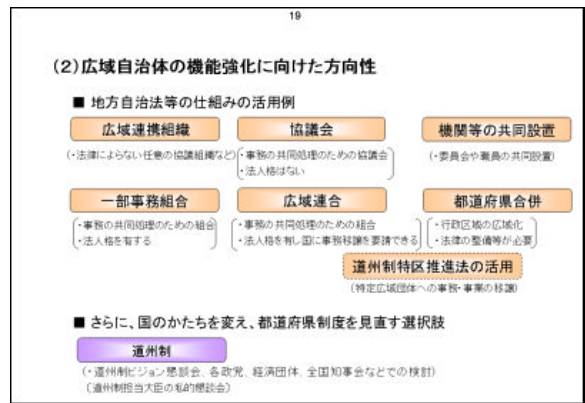 19
(2)広域自治体の機能強化に向けた方向性
■ 地方自治法等の仕組みの活用例
広域連携組織
協議会
機関等の共同設置
(・法律によらない任意の協議組織など)
・事務の共同処理のための協議会
・法人格はない
(・委員会や職員の共同設置)
一部事務組合
広域連合
都道府県合併
・事務の共同処理のための組合
・法人格を有する
・事務の共同処理のための組合
・法人格を有し国に事務移譲を要請できる
・行政区域の広域化
・法律の整備等が必要
道州制特区推進法の活用
(特定広域団体への事務・事業の移譲)
■ さらに、国のかたちを変え、都道府県制度を見直す選択肢
道州制
(・道州制ビジョン懇談会、各政党、経済団体、全国知事会などでの検討)
(道州制担当大臣の私的懇談会)